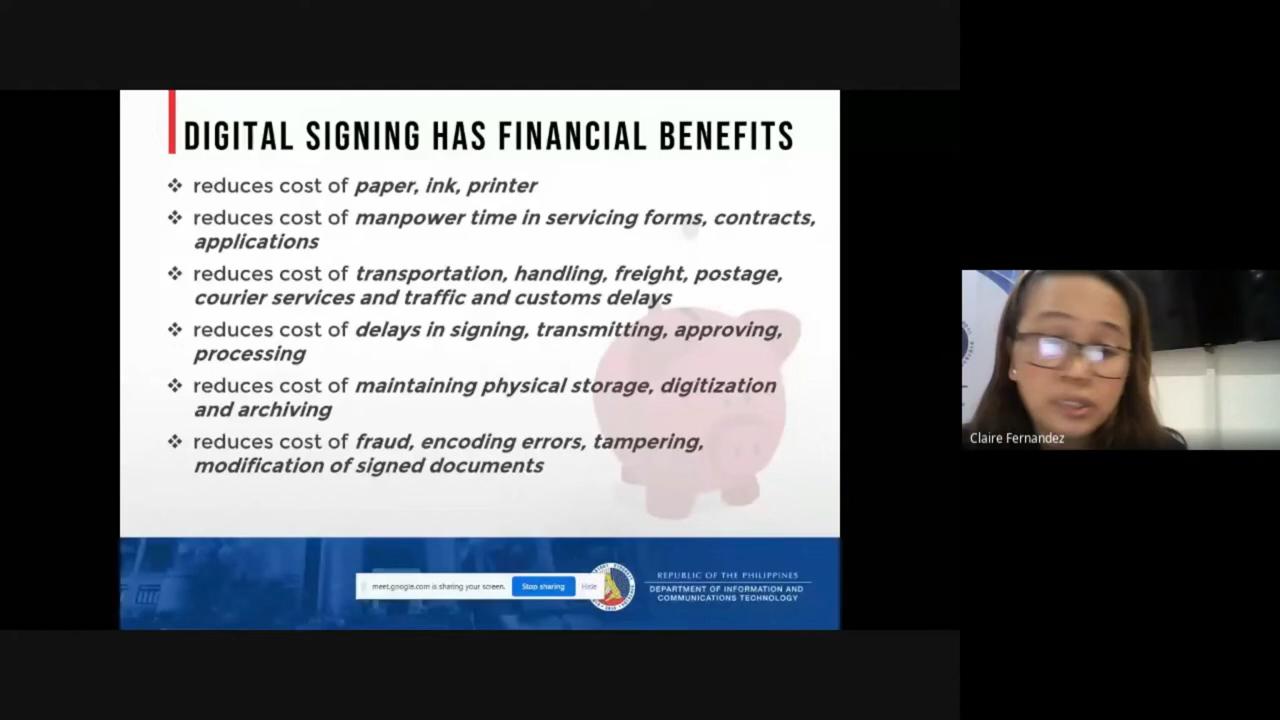 DIGITAL SIGNING HAS FINANCIAL BENEFITS
❖ reduces cost of paper, ink, printer
❖ reduces cost of manpower time in servicing forms, contracts,
applications
❖ reduces cost of transportation, handling, freight, postage,
courier services and traffic and customs delays
❖ reduces cost of delays in signing, transmitting, approving,
processing
❖ reduces cost of maintaining physical storage, digitization
and archiving
❖ reduces cost of fraud, encoding errors, tampering,
modification of signed documents
Claire Fernandez
meet.google.com is sharing your screen. Stop sharing Hide
REPUBLIC OF THE PHILIPPINES
DEPARTMENT OF INFORMATION AND
COMMUNICATIONS TECHNOLOGY